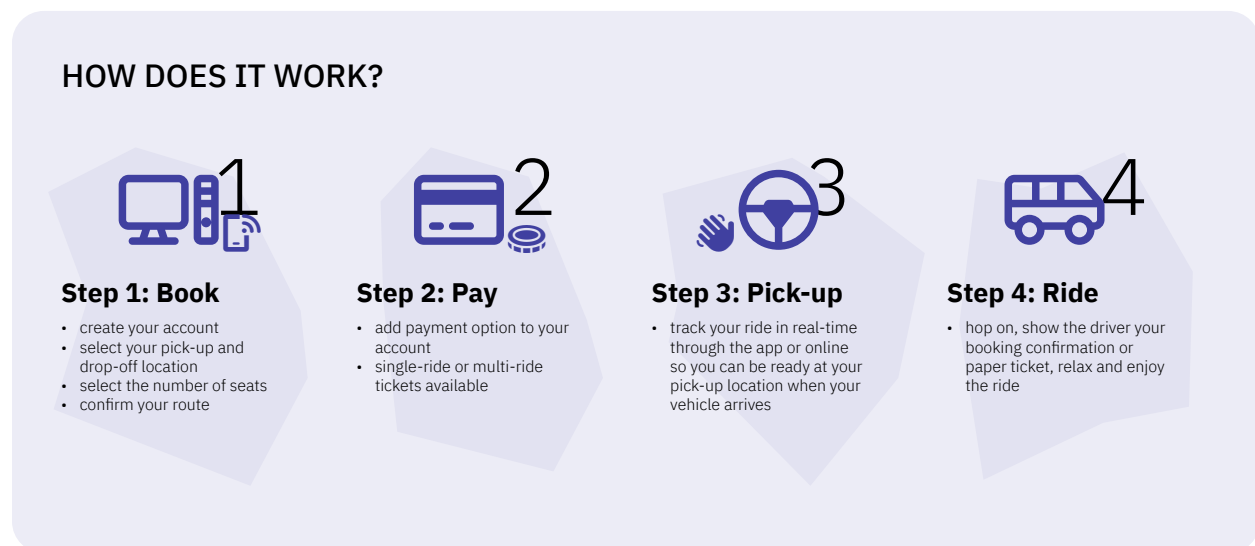 HOW DOES IT WORK?
1
Step 1: Book
• create your account
• select your pick-up and
drop-off location
• select the number of seats
• confirm your route
2
Step 2: Pay
• add payment option to your
account
• single-ride or multi-ride
tickets available
3
Step 3: Pick-up
• track your ride in real-time
through the app or online
so you can be ready at your
pick-up location when your
vehicle arrives
4
Step 4: Ride
• hop on, show the driver your
booking confirmation or
paper ticket, relax and enjoy
the ride